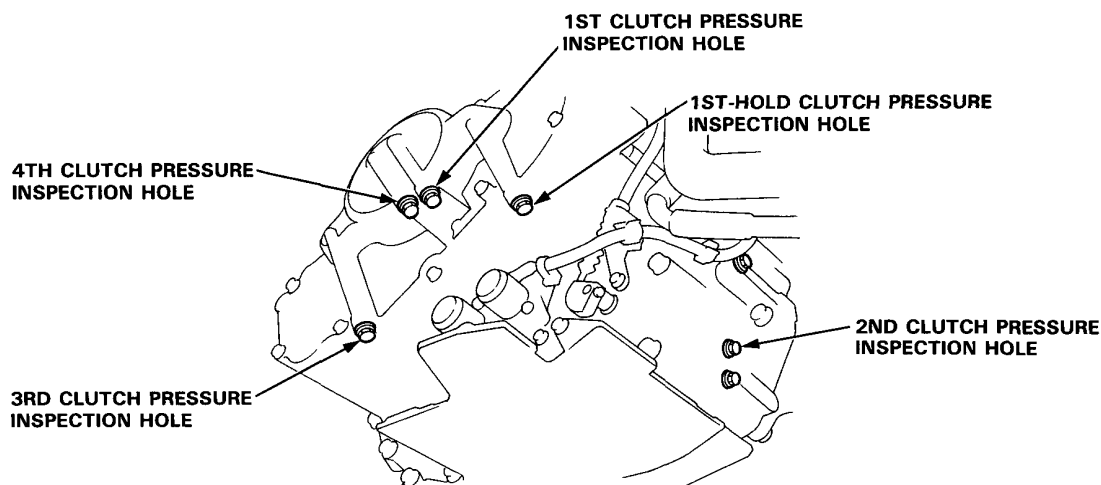 1ST CLUTCH PRESSURE
INSPECTION HOLE
1ST-HOLD CLUTCH PRESSURE
INSPECTION HOLE
4TH CLUTCH PRESSURE
INSPECTION HOLE
2ND CLUTCH PRESSURE
INSPECTION HOLE
3RD CLUTCH PRESSURE
INSPECTION HOLE